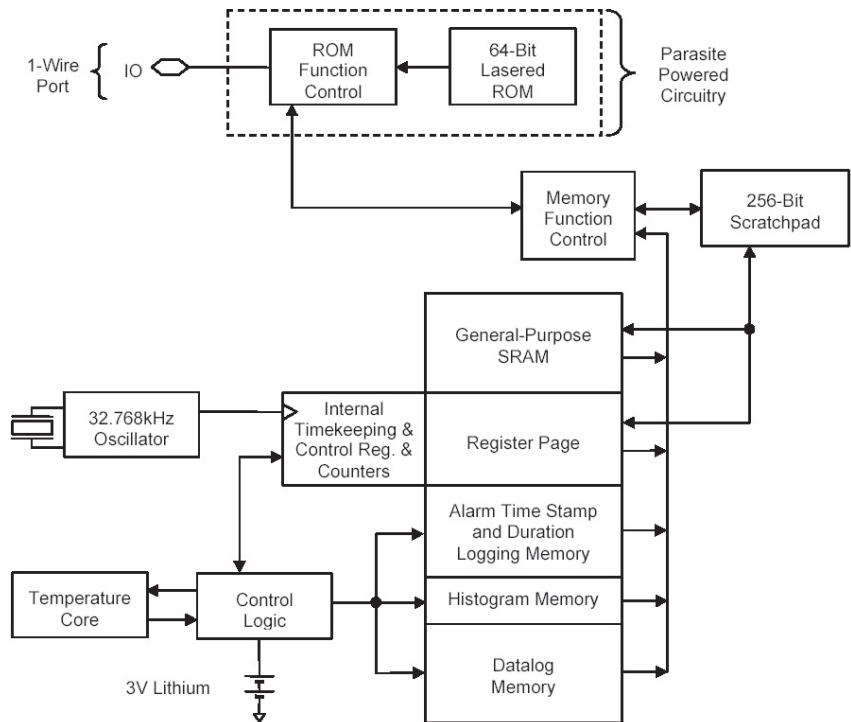 1-Wire
Port
IO
ROM
Function
Control
64-Bit
Lasered
ROM
Parasite
Powered
Circuitry
Memory
Function
Control
256-Bit
Scratchpad
General-Purpose
SRAM
32.768kHz
Oscillator
Internal
Timekeeping &
Control Reg. &
Counters
Register Page
Alarm Time Stamp
and Duration
Logging Memory
Temperature
Core
Control
Logic
Histogram Memory
Datalog
Memory
3V Lithium